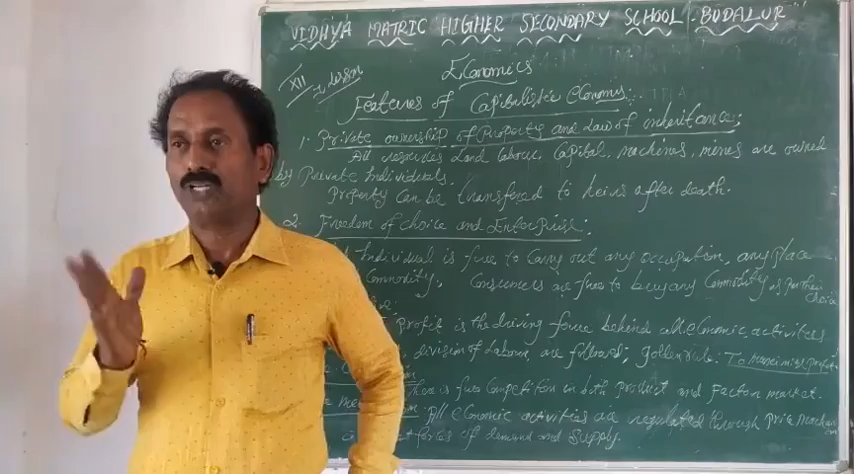 VIDHYA MATRIC HIGHER SECONDARY SCHOOL - BUDALUR
Economics
XII
Features of Capitalistic economy:
1. Private ownership of Property and Law of inheritance:
All resources Land labour, Capital, machines, mines are owned
by Private Individuals.
Property can be transfered to heirs after death.
2. Freedom of choice and Enterprise:
Individual is free to carry out any occupation, any place
Commodity. Consumers are free to buy any Commodity as per their
choice
Profit is the driving force behind all economic activities
division of Labour are followed; golden rule: To Maximise profit
There is free competition in both Product and Factor market.
All economic activities are regulated through price mechanism
forces of demand and Supply.